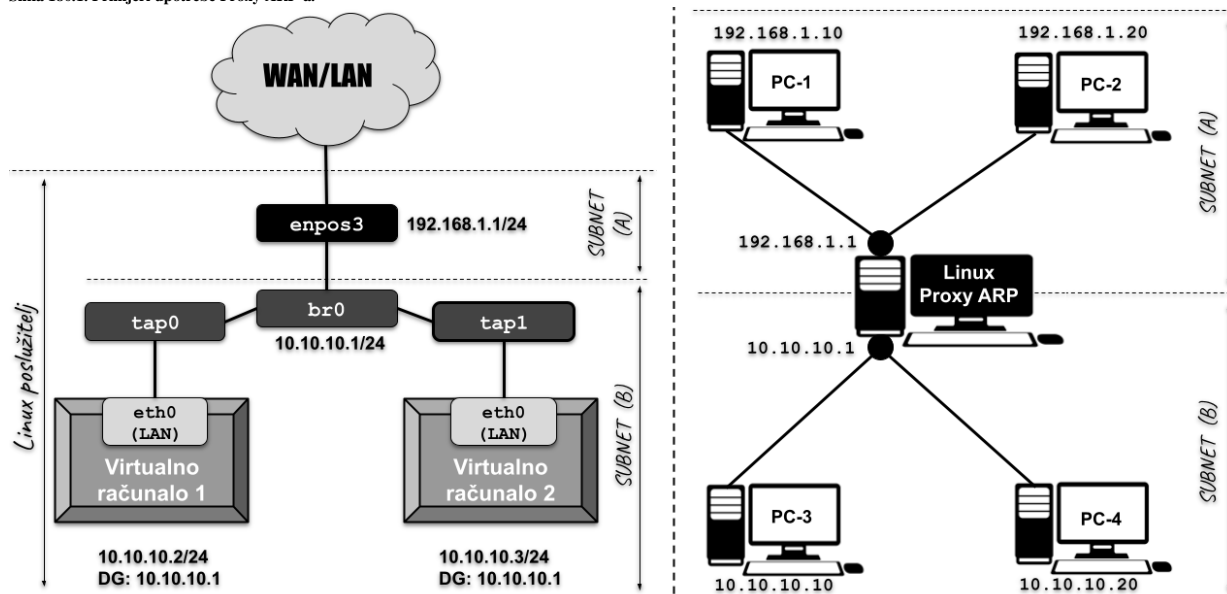 WAN/LAN
enpos3
192.168.1.1/24
SUBNET
(A)
Linux poslužitelj
tap0
br0
tap1
10.10.10.1/24
eth0
(LAN)
Virtualno
računalo 1
eth0
(LAN)
Virtualno
računalo 2
SUBNET (B)
10.10.10.2/24
DG: 10.10.10.1
10.10.10.3/24
DG: 10.10.10.1
192.168.1.10
192.168.1.20
PC-1
PC-2
SUBNET (A)
192.168.1.1
Linux
Proxy ARP
10.10.10.1
SUBNET (B)
PC-3
PC-4
10.10.10.10
10.10.10.20